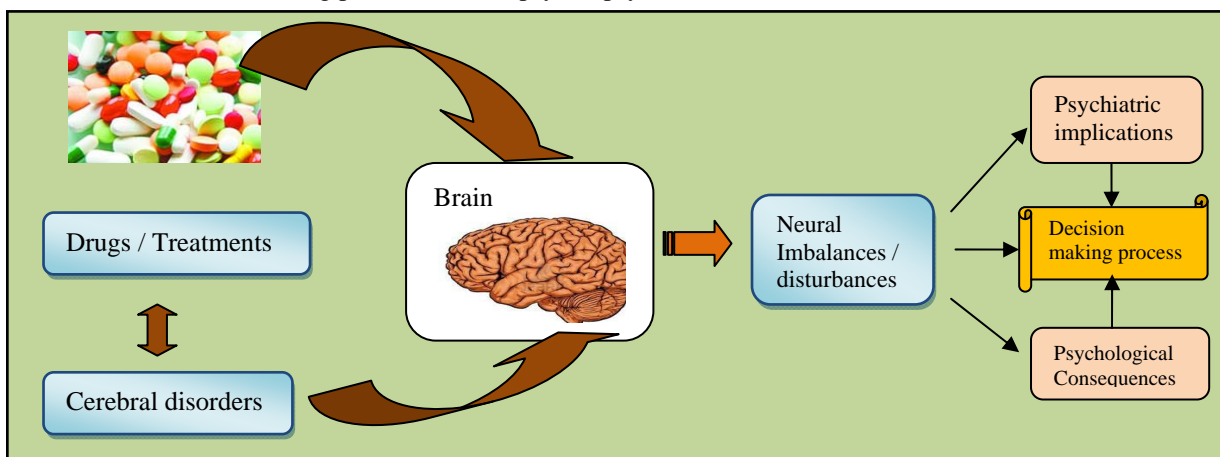 Drugs / Treatments
Cerebral disorders
Brain
Neural
Imbalances /
disturbances
Psychiatric
implications
Decision
making process
Psychological
Consequences